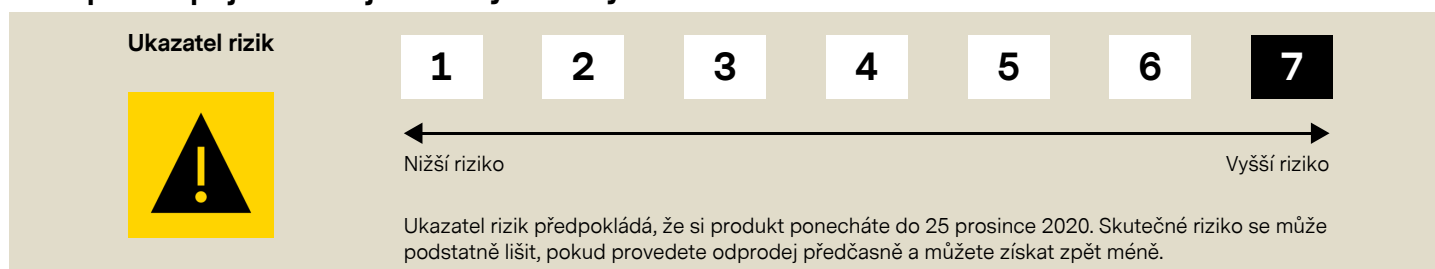 Ukazatel rizik
1 2 3 4 5 6 7
Nižší riziko Vyšší riziko
Ukazatel rizik předpokládá, že si produkt ponecháte do 25 prosince 2020. Skutečné riziko se může
podstatně lišit, pokud provedete odprodej předčasně a můžete získat zpět méně.